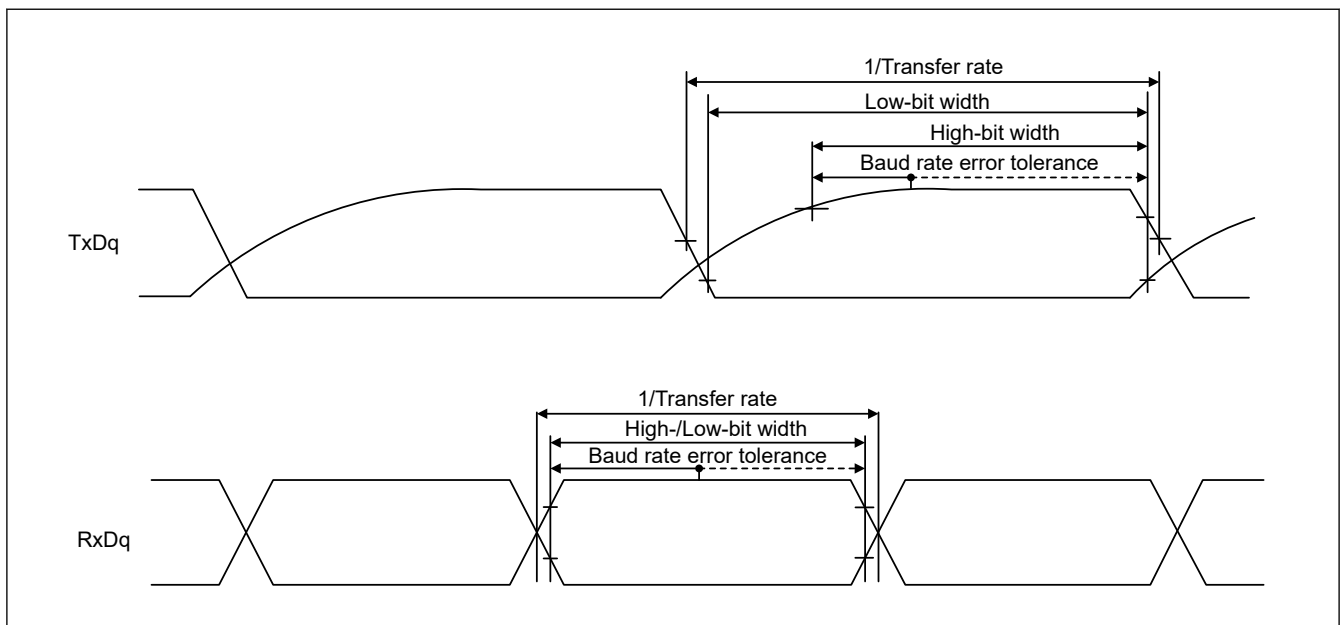 1/Transfer rate
Low-bit width
High-bit width
Baud rate error tolerance
TxDq
1/Transfer rate
High-/Low-bit width
Baud rate error tolerance
RxDq